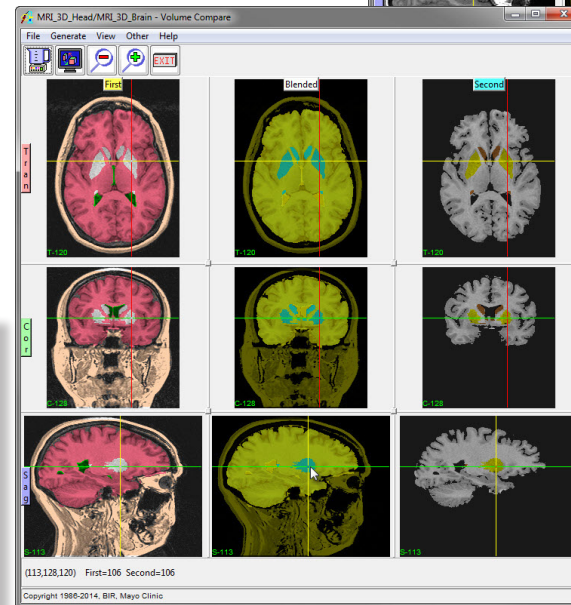 MRI_3D_Head/MRI_3D_Brain - Volume Compare
File Generate View Other Help
EXIT
First Blended Second
Tran
T-120 T-120 T-120
Cor
C-128 C-128 C-128
Sag
S-113 S-113 S-113
(113,128,120) First=106 Second=106
Copyright 1986-2014, BIR, Mayo Clinic